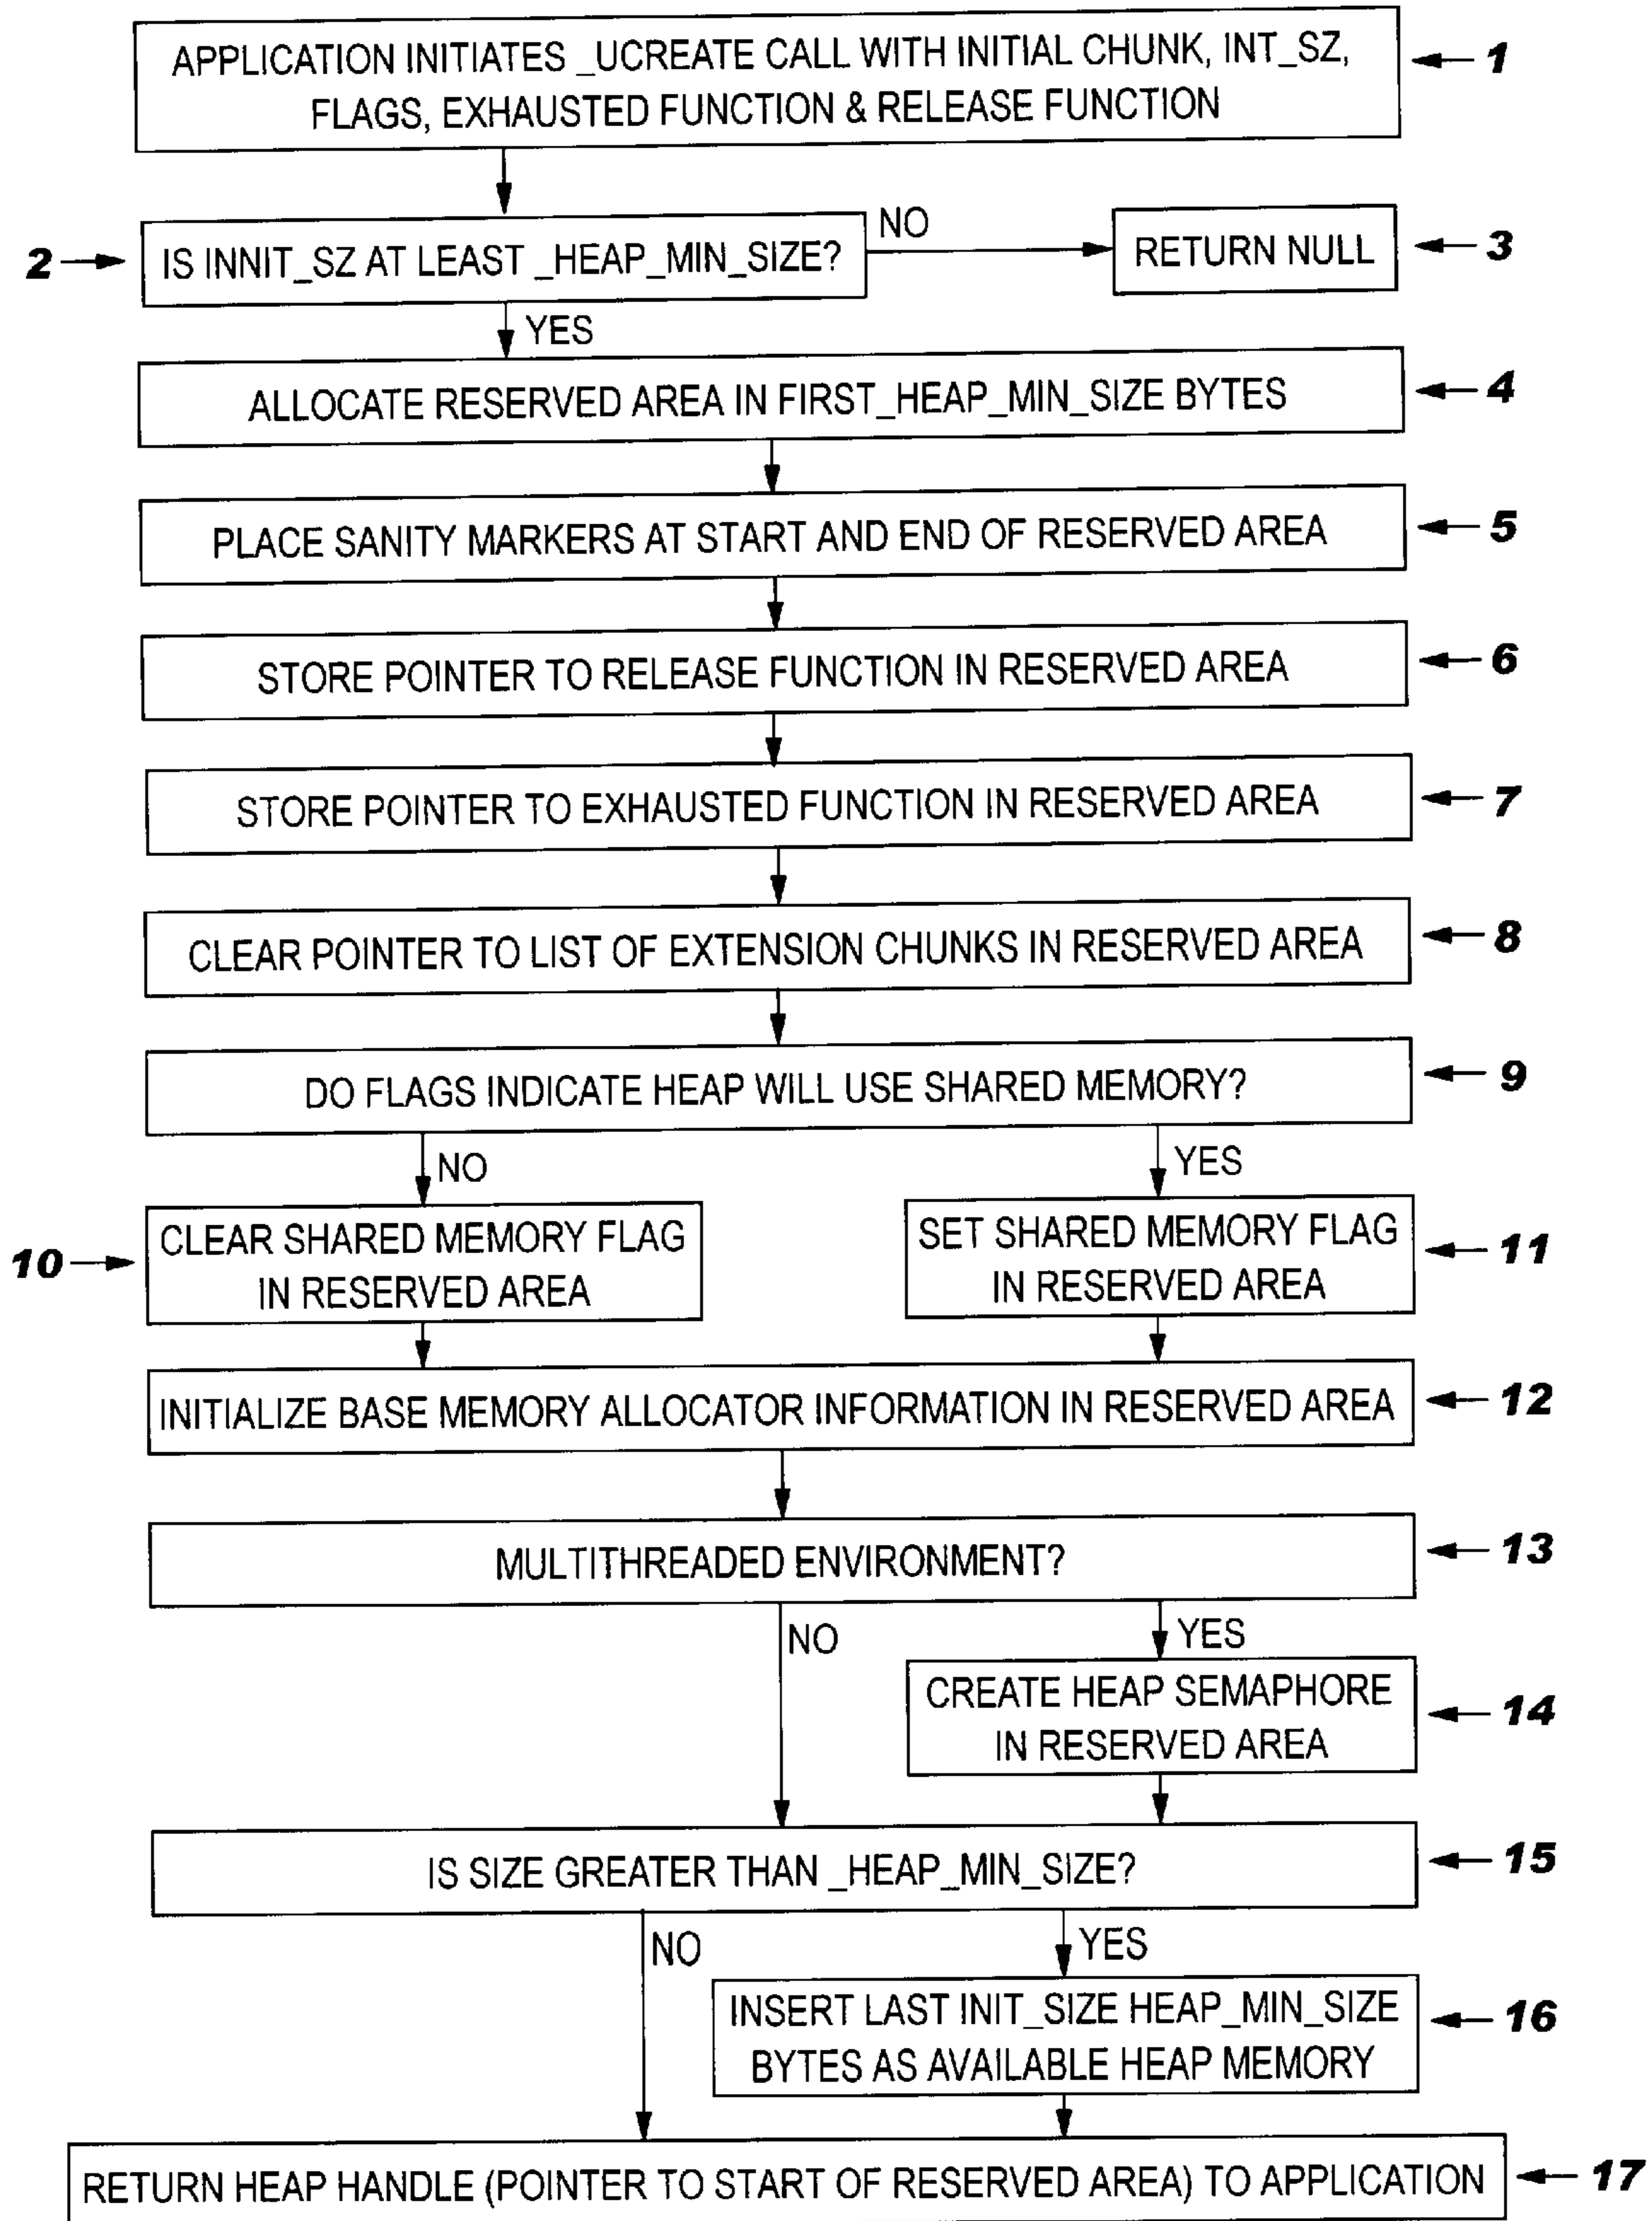 APPLICATION INITIATES _UCREATE CALL WITH INITIAL CHUNK, INT_SZ,
FLAGS, EXHAUSTED FUNCTION & RELEASE FUNCTION
1
2
IS INNIT_SZ AT LEAST _HEAP_MIN_SIZE?
NO
RETURN NULL
3
YES
ALLOCATE RESERVED AREA IN FIRST_HEAP_MIN_SIZE BYTES
4
PLACE SANITY MARKERS AT START AND END OF RESERVED AREA
5
STORE POINTER TO RELEASE FUNCTION IN RESERVED AREA
6
STORE POINTER TO EXHAUSTED FUNCTION IN RESERVED AREA
7
CLEAR POINTER TO LIST OF EXTENSION CHUNKS IN RESERVED AREA
8
DO FLAGS INDICATE HEAP WILL USE SHARED MEMORY?
9
NO
YES
10
CLEAR SHARED MEMORY FLAG
IN RESERVED AREA
SET SHARED MEMORY FLAG
IN RESERVED AREA
11
INITIALIZE BASE MEMORY ALLOCATOR INFORMATION IN RESERVED AREA
12
MULTITHREADED ENVIRONMENT?
13
NO
YES
CREATE HEAP SEMAPHORE
IN RESERVED AREA
14
IS SIZE GREATER THAN _HEAP_MIN_SIZE?
15
NO
YES
INSERT LAST INIT_SIZE HEAP_MIN_SIZE
BYTES AS AVAILABLE HEAP MEMORY
16
RETURN HEAP HANDLE (POINTER TO START OF RESERVED AREA) TO APPLICATION
17